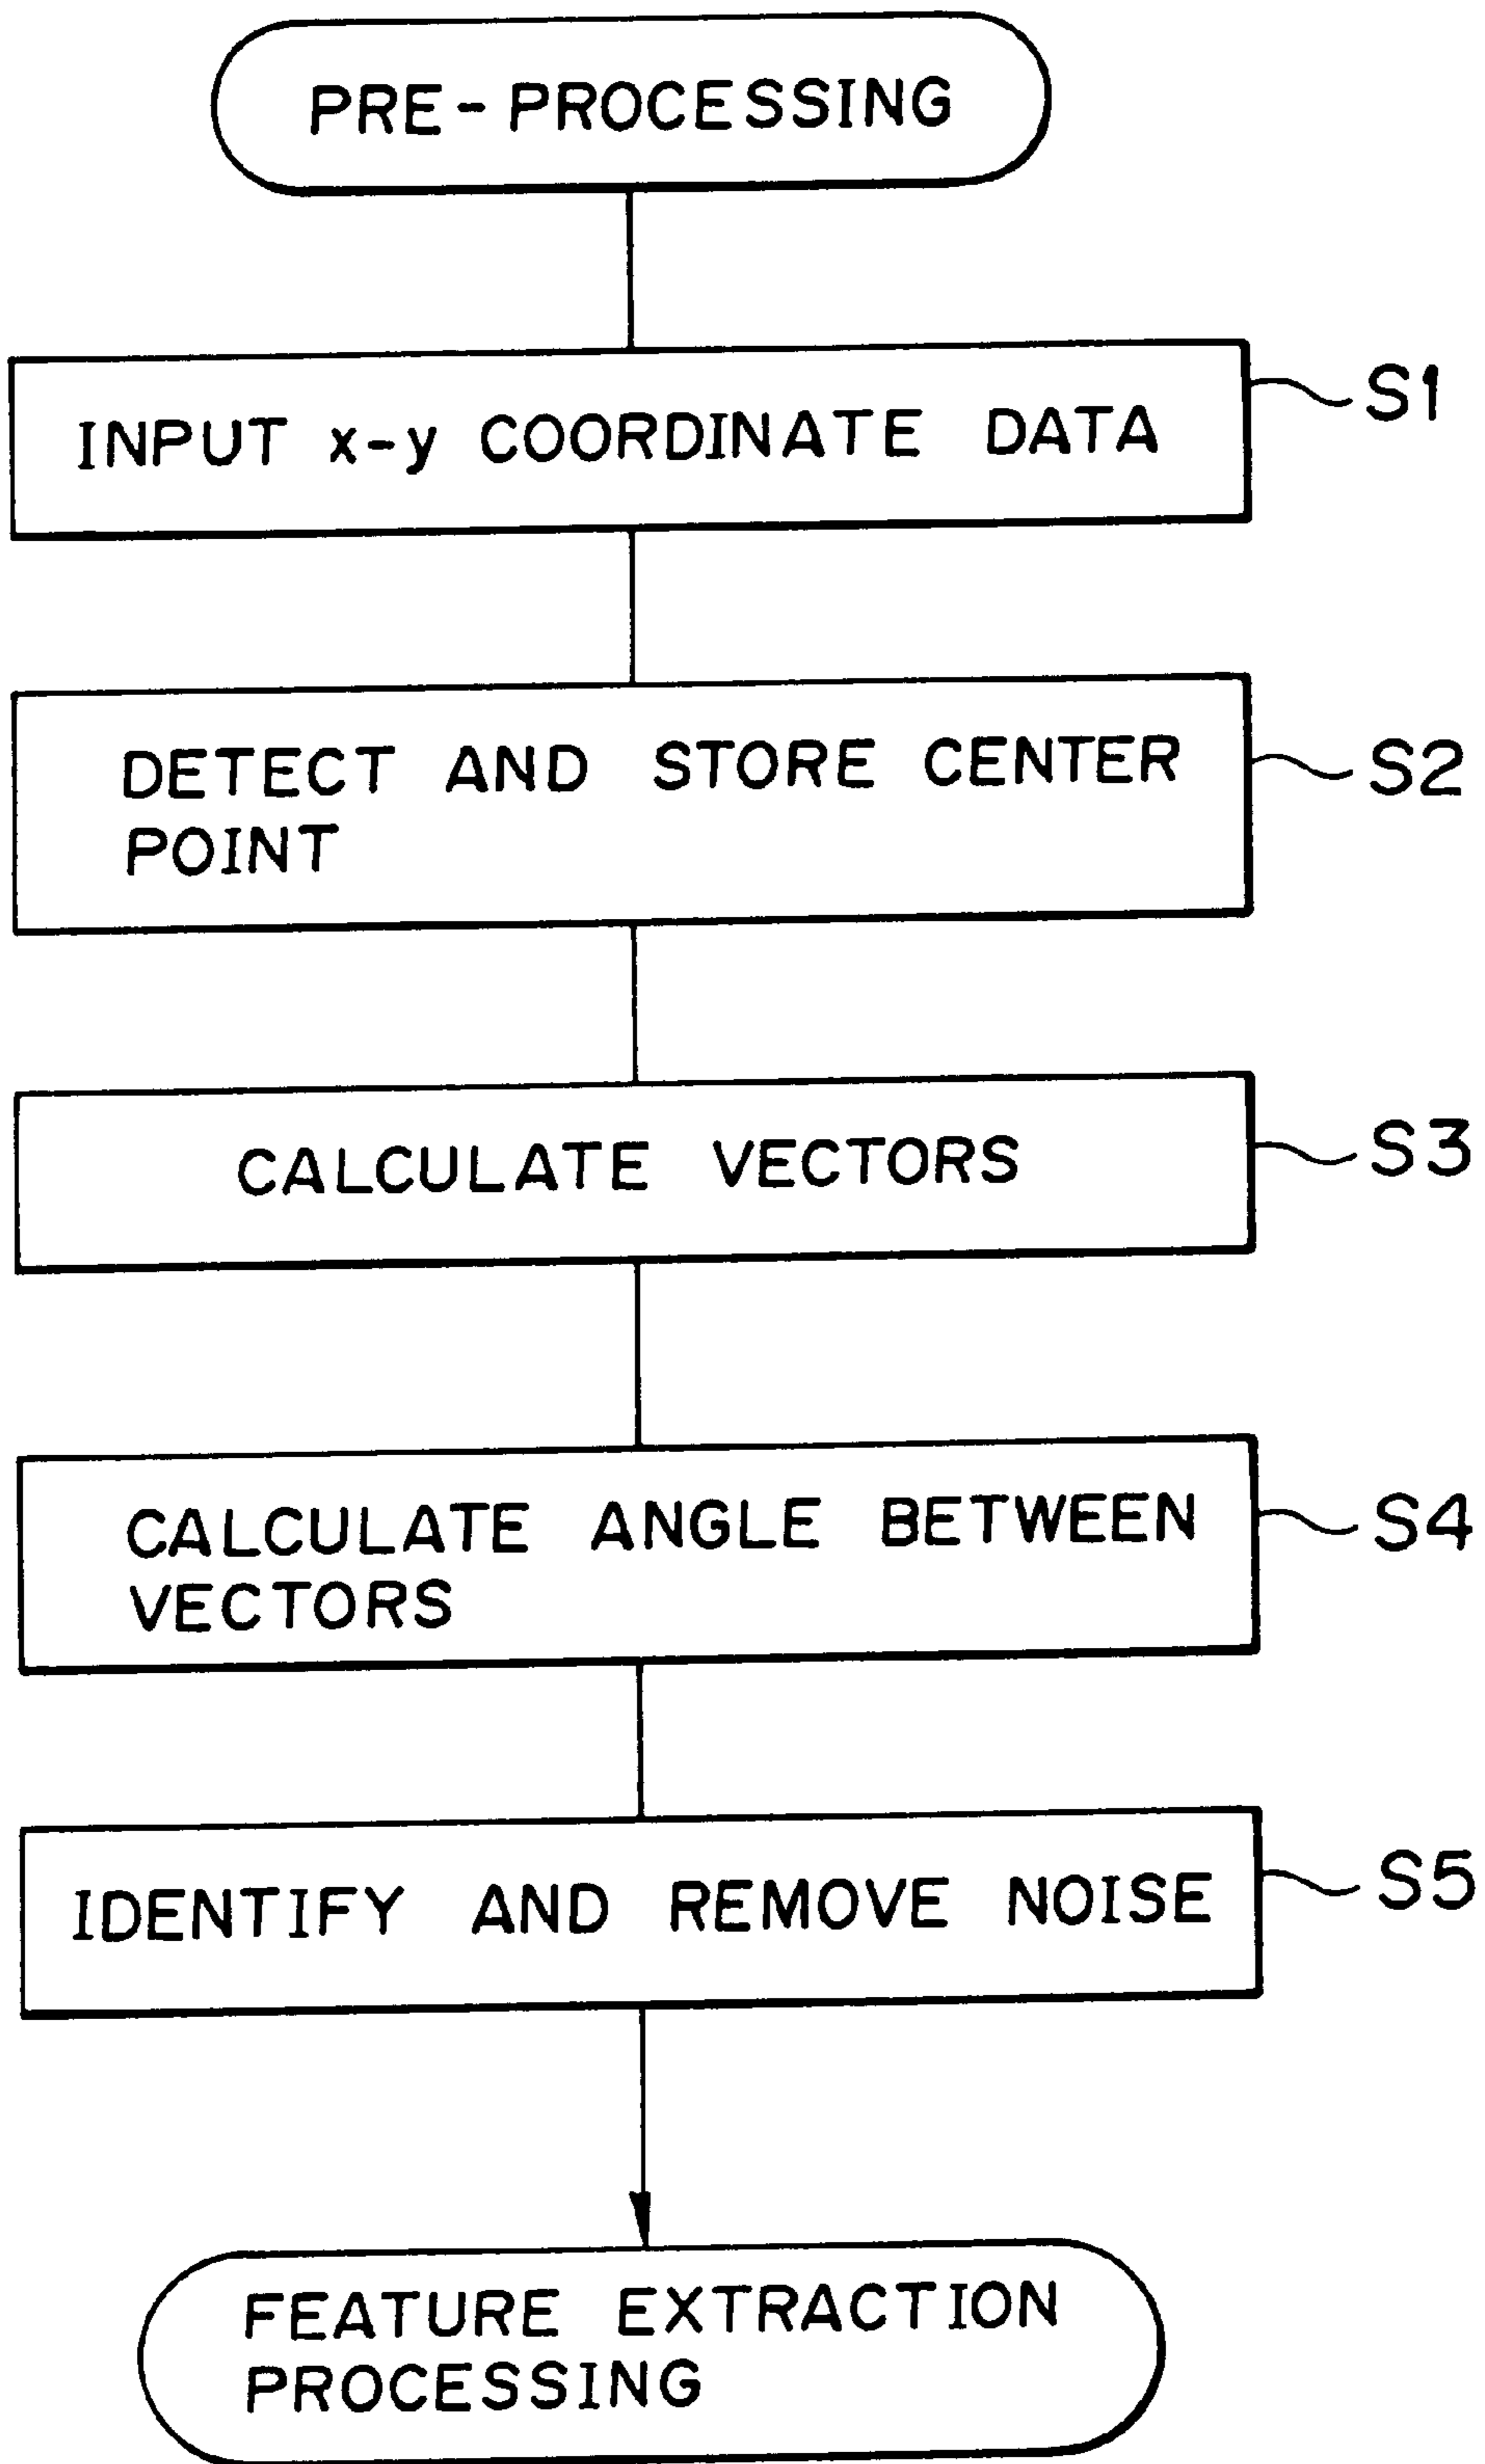 PRE-PROCESSING
INPUT x-y COORDINATE DATA
S1
DETECT AND STORE CENTER
POINT
S2
CALCULATE VECTORS
S3
CALCULATE ANGLE BETWEEN
VECTORS
S4
IDENTIFY AND REMOVE NOISE
S5
FEATURE EXTRACTION
PROCESSING